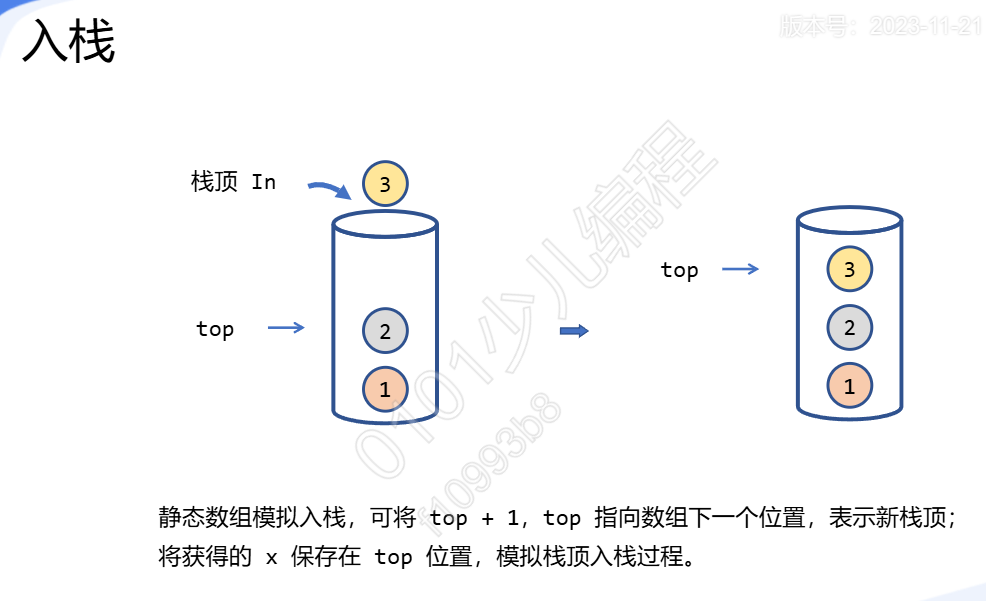 版本号：2023-11-21
入栈
栈顶 In
3
top
2
1
top
3
2
1
0101少儿编程
f10993b8
静态数组模拟入栈，可将 top + 1，top 指向数组下一个位置，表示新栈顶；
将获得的 x 保存在 top 位置，模拟栈顶入栈过程。